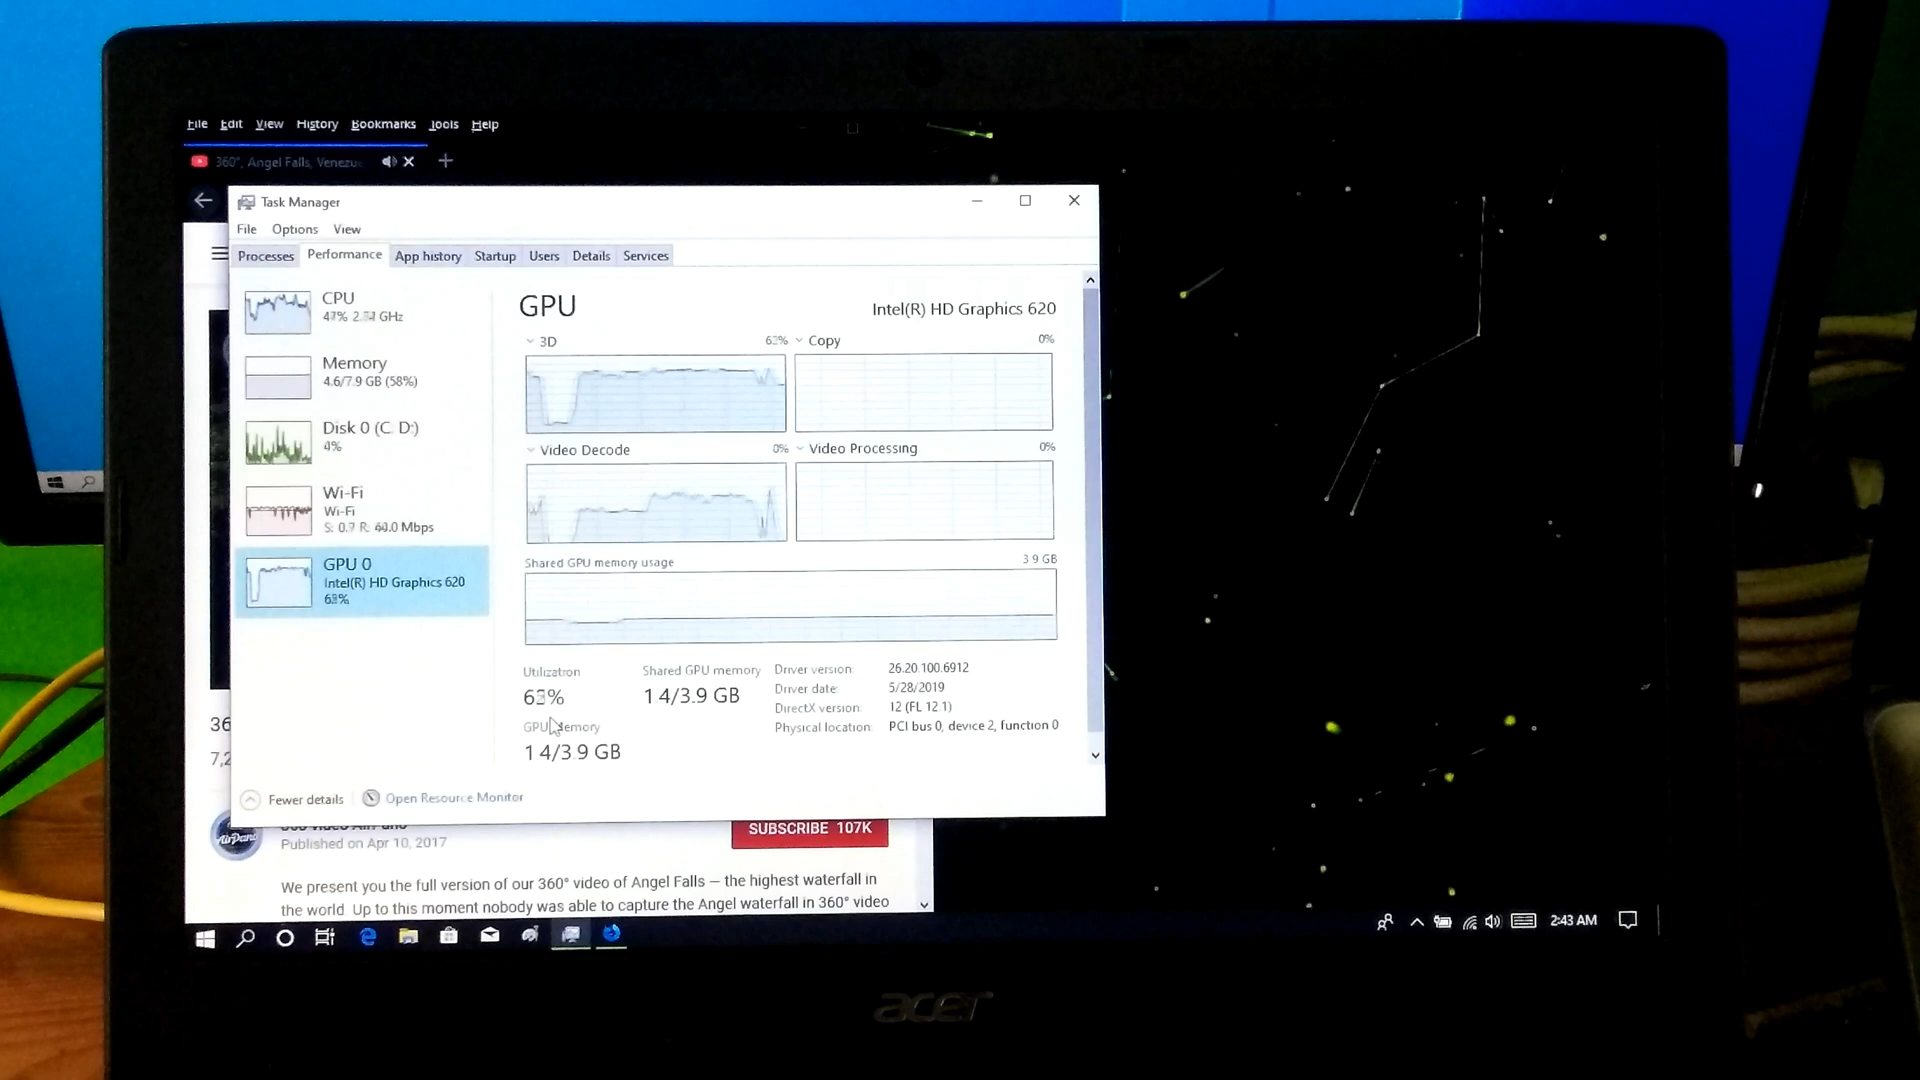 File Edit View History Bookmarks Tools Help
360°, Angel Falls, Venezu
Task Manager
File Options View
Processes Performance App history Startup Users Details Services
CPU
Memory
4.6/7.9 GB (58%)
Disk 0 (C: D:)
4%
Wi-Fi
Wi-Fi
Mbps
GPU 0
Intel(R) HD Graphics 620
GPU Intel(R) HD Graphics 620
3D Copy 0%
Video Decode 0% Video Processing 0%
Shared GPU memory usage 3.9 GB
Utilization
Shared GPU memory
1.4/3.9 GB
GPU Memory
1.4/3.9 GB
Driver version: 26.20.100.6912
Driver date: 5/28/2019
DirectX version: 12 (FL 12.1)
Physical location: PCI bus 0, device 2, function 0
Fewer details Open Resource Monitor
36
7,2
AirPano
Published on Apr 10, 2017
SUBSCRIBE 107K
We present you the full version of our 360° video of Angel Falls — the highest waterfall in
the world. Up to this moment nobody was able to capture the Angel waterfall in 360° video
2:43 AM
acer